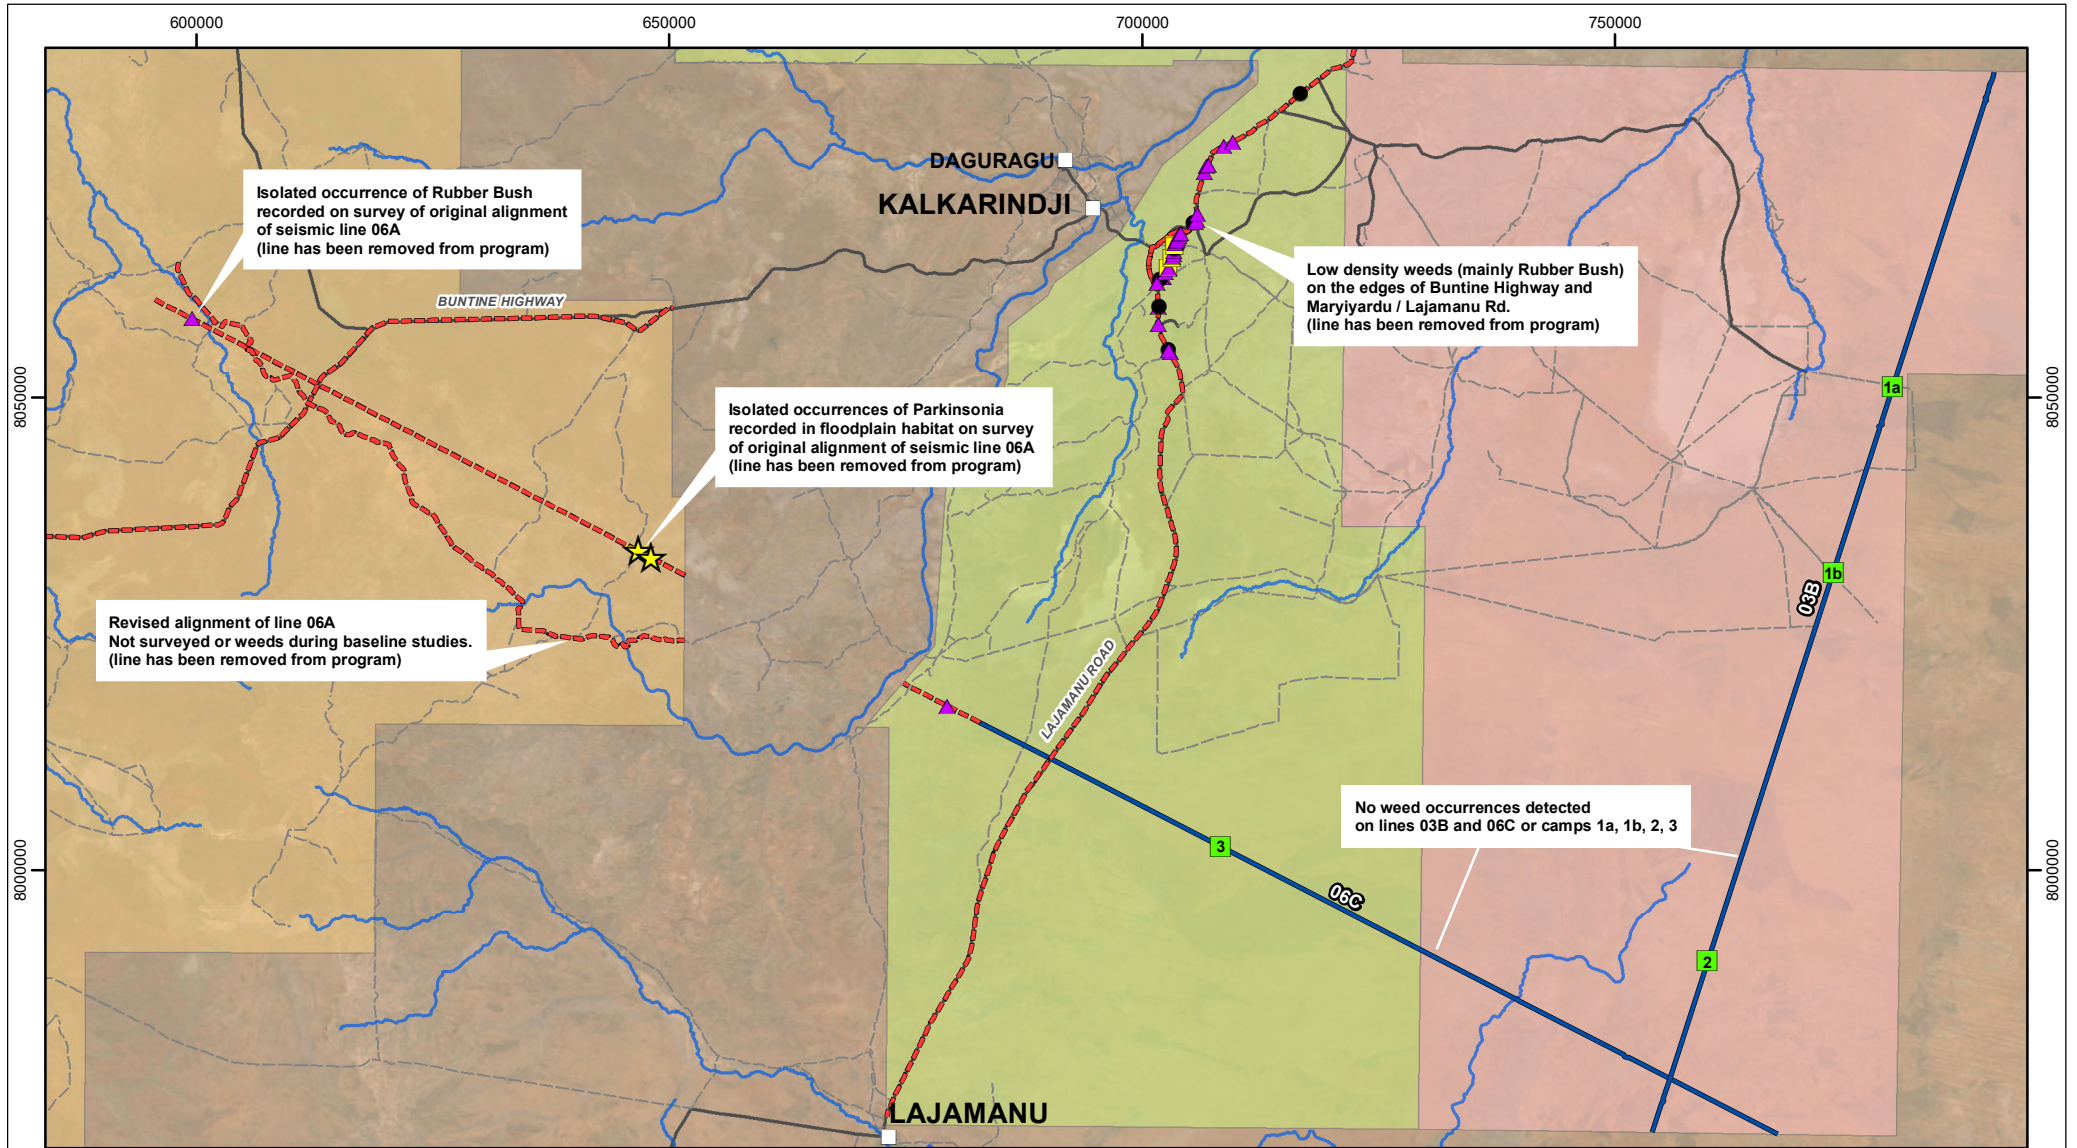 600000
650000
700000
750000
DAGURAGU
KALKARINDJI
Isolated occurrence of Rubber Bush
recorded on survey of original alignment
of seismic line 06A
(line has been removed from program)
BUNTINE HIGHWAY
Low density weeds (mainly Rubber Bush)
on the edges of Buntine Highway and
Maryiyardu / Lajamanu Rd.
(line has been removed from program)
8050000
8050000
1a
Isolated occurrences of Parkinsonia
recorded in floodplain habitat on survey
of original alignment of seismic line 06A
(line has been removed from program)
1b
03B
Revised alignment of line 06A
Not surveyed or weeds during baseline studies.
(line has been removed from program)
LAJAMANU ROAD
No weed occurrences detected
on lines 03B and 06C or camps 1a, 1b, 2, 3
3
8000000
8000000
06C
2
LAJAMANU